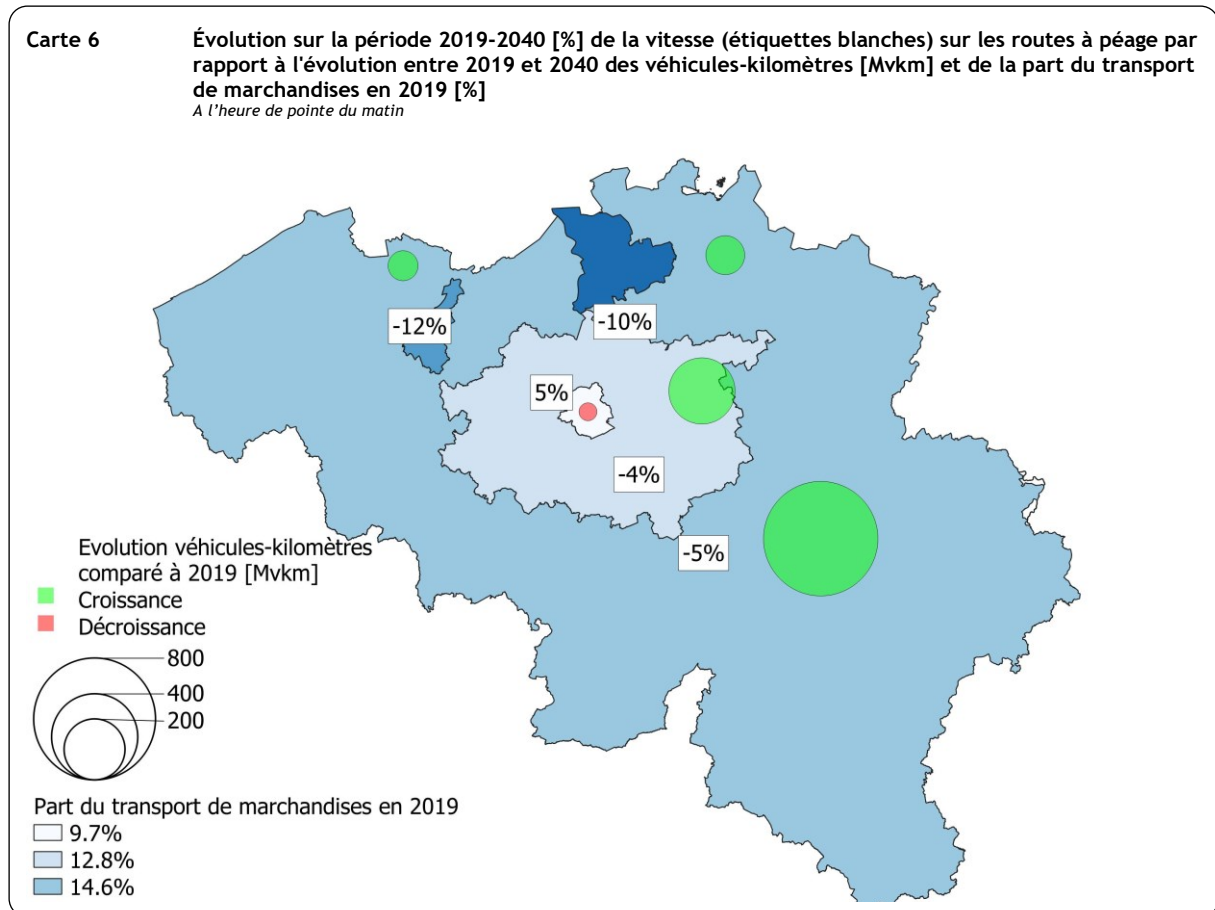 Carte 6
Évolution sur la période 2019-2040 [%] de la vitesse (étiquettes blanches) sur les routes à péage par
rapport à l'évolution entre 2019 et 2040 des véhicules-kilomètres [Mvkm] et de la part du transport
de marchandises en 2019 [%]
A l’heure de pointe du matin
-12%
-10%
5%
-4%
-5%
Evolution véhicules-kilomètres
comparé à 2019 [Mvkm]
Croissance
Décroissance
800
400
200
Part du transport de marchandises en 2019
9.7%
12.8%
14.6%